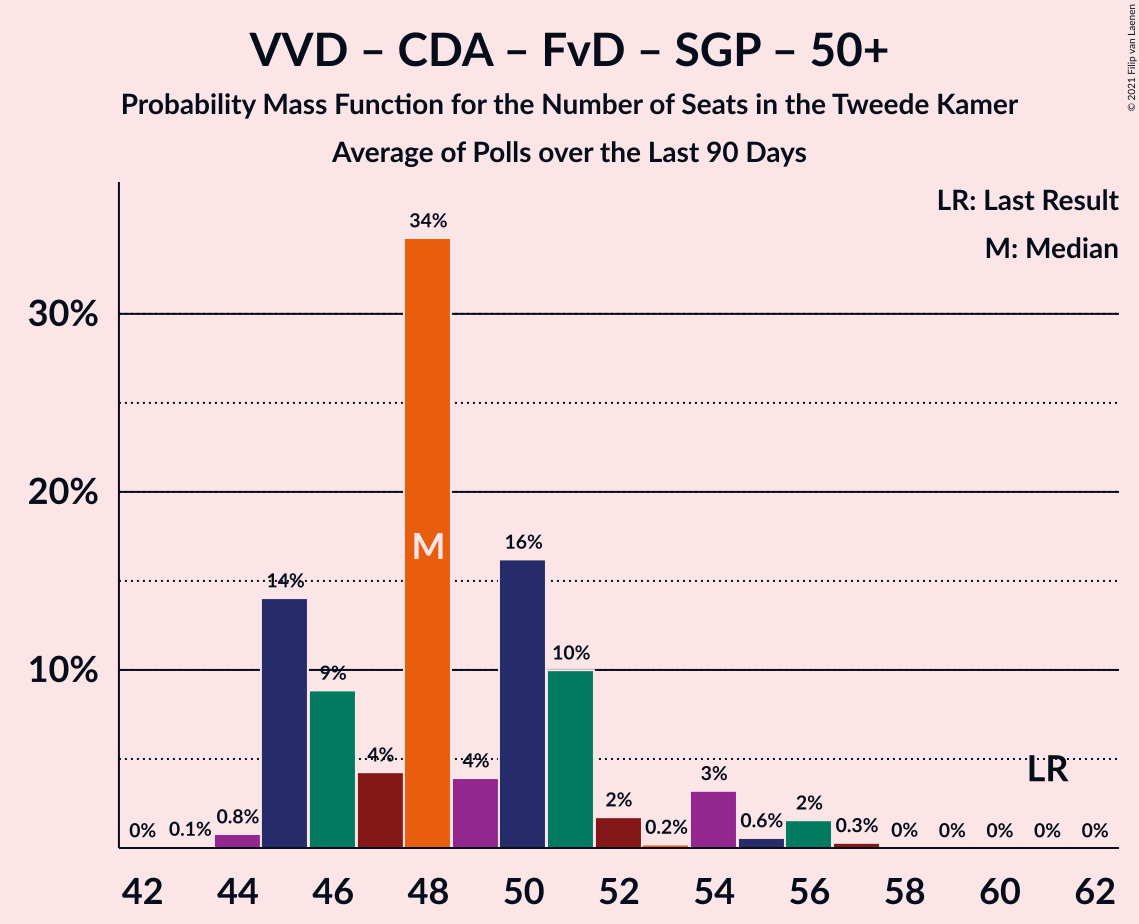 VVD – CDA – FvD – SGP – 50+
Probability Mass Function for the Number of Seats in the Tweede Kamer
Average of Polls over the Last 90 Days
© 2021 Filip van Laenen
LR: Last Result
M: Median
30%
20%
10%
0%
0.1%
0.8%
14%
9%
4%
34%
M
4%
16%
10%
2%
0.2%
3%
0.6%
2%
0.3%
0%
0%
0%
0%
0%
LR
42 44 46 48 50 52 54 56 58 60 62